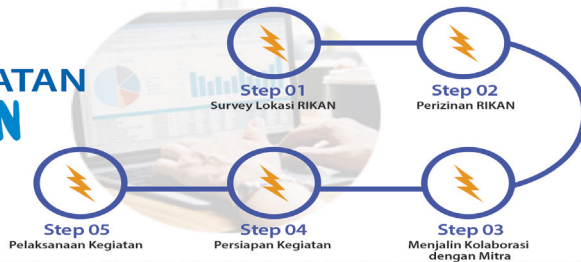 Step 01
Survey Lokasi RIKAN
Step 02
Perizinan RIKAN
Step 03
Menjalin Kolaborasi
dengan Mitra
Step 04
Persiapan Kegiatan
Step 05
Pelaksanaan Kegiatan